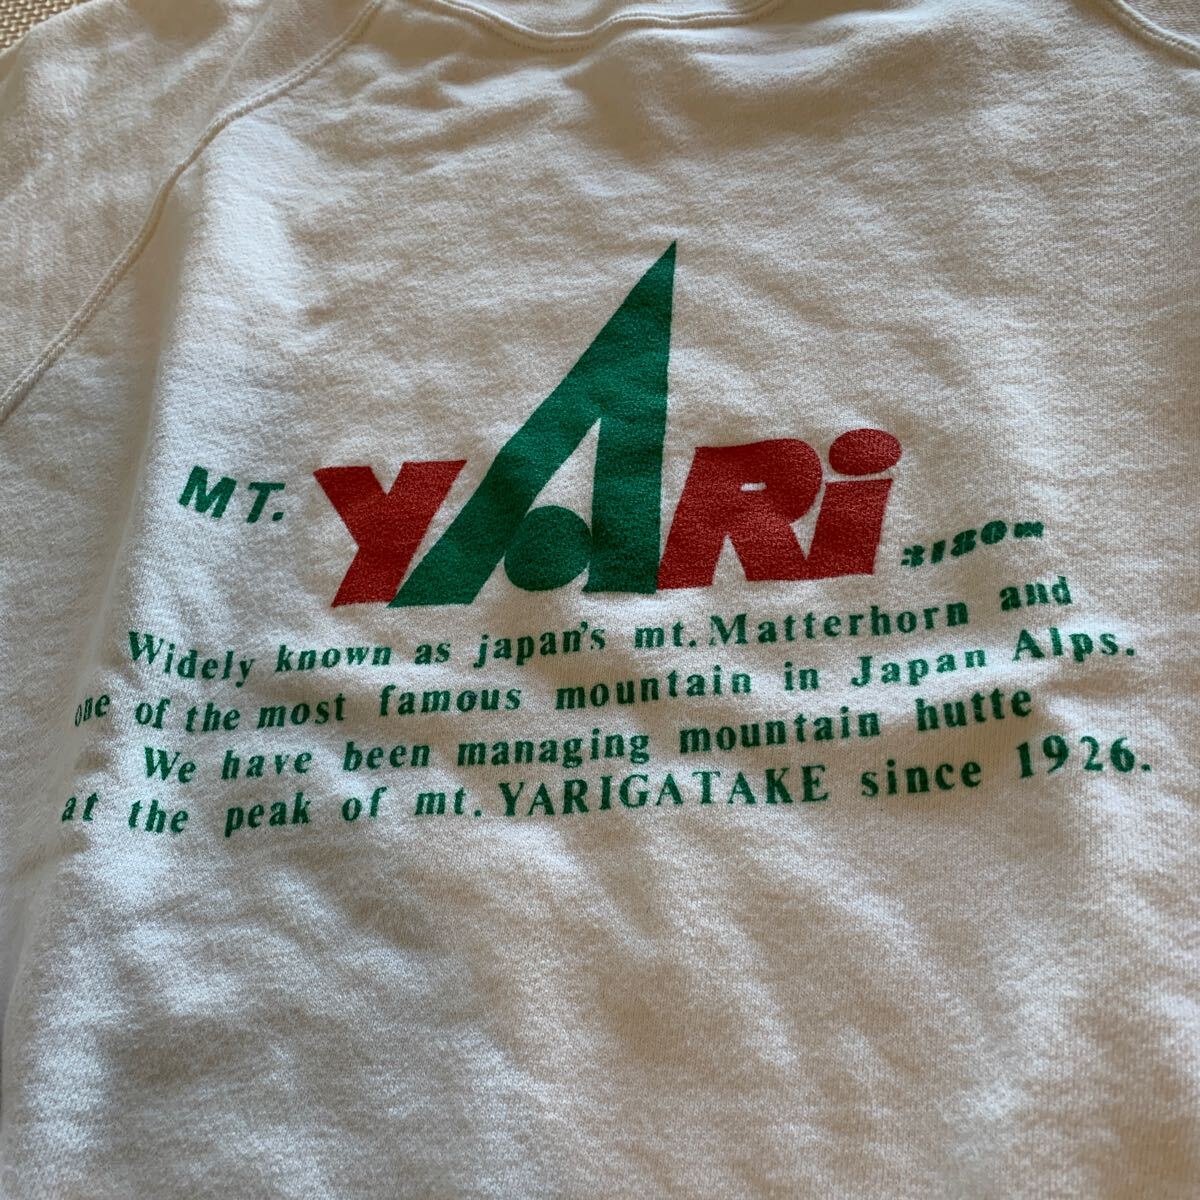 MT. YARi 3180m
Widely known as japan's mt. Matterhorn and
one of the most famous mountain in Japan Alps.
We have been managing mountain hutte
at the peak of mt. YARIGATAKE since 1926.